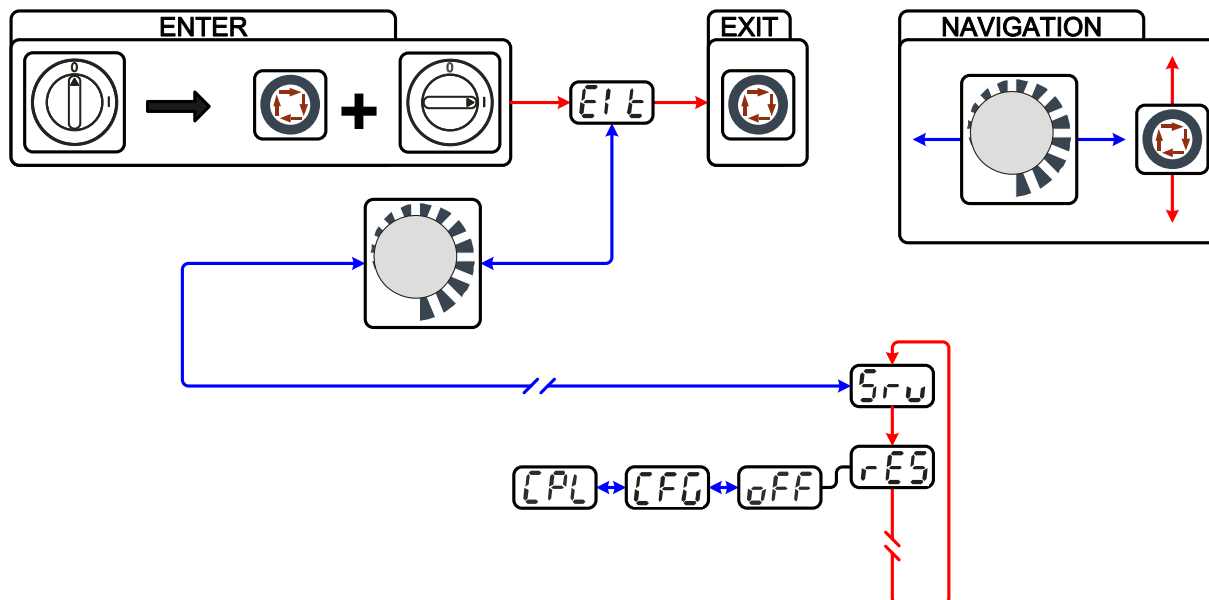 ENTER
EXIT
NAVIGATION
0
I
0
I
EIt
Srv
rES
CPL
CFG
oFF